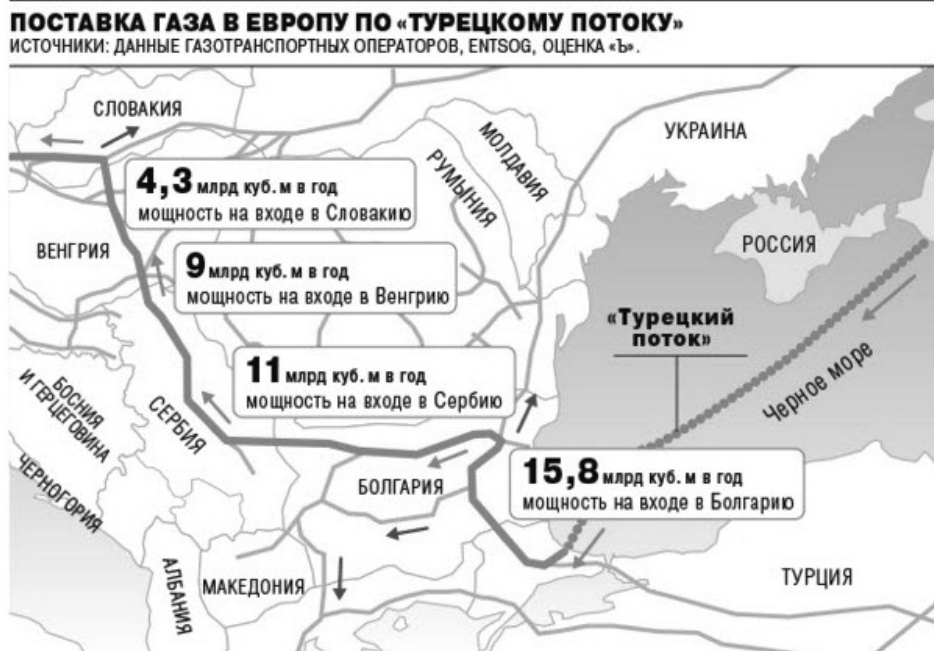 ПОСТАВКА ГАЗА В ЕВРОПУ ПО «ТУРЕЦКОМУ ПОТОКУ»
ИСТОЧНИКИ: ДАННЫЕ ГАЗОТРАНСПОРТНЫХ ОПЕРАТОРОВ, ENTSOG, ОЦЕНКА «Ъ».
СЛОВАКИЯ
УКРАИНА
МОЛДАВИЯ
РУМЫНИЯ
4,3 млрд куб. м в год
мощность на входе в Словакию
ВЕНГРИЯ
РОССИЯ
9 млрд куб. м в год
мощность на входе в Венгрию
«Турецкий
поток»
Черное море
11 млрд куб. м в год
мощность на входе в Сербию
БОСНИЯ
И ГЕРЦЕГОВИНА
СЕРБИЯ
ЧЕРНОГОРИЯ
БОЛГАРИЯ
15,8 млрд куб. м в год
мощность на входе в Болгарию
АЛБАНИЯ
МАКЕДОНИЯ
ТУРЦИЯ